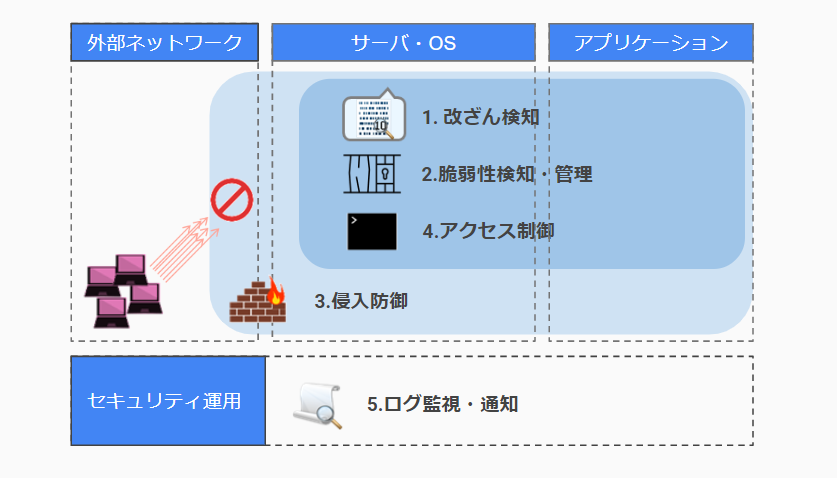 外部ネットワーク
サーバ・OS
アプリケーション
10
1. 改ざん検知
2.脆弱性検知・管理
>
4.アクセス制御
3.侵入防御
セキュリティ運用
5.ログ監視・通知